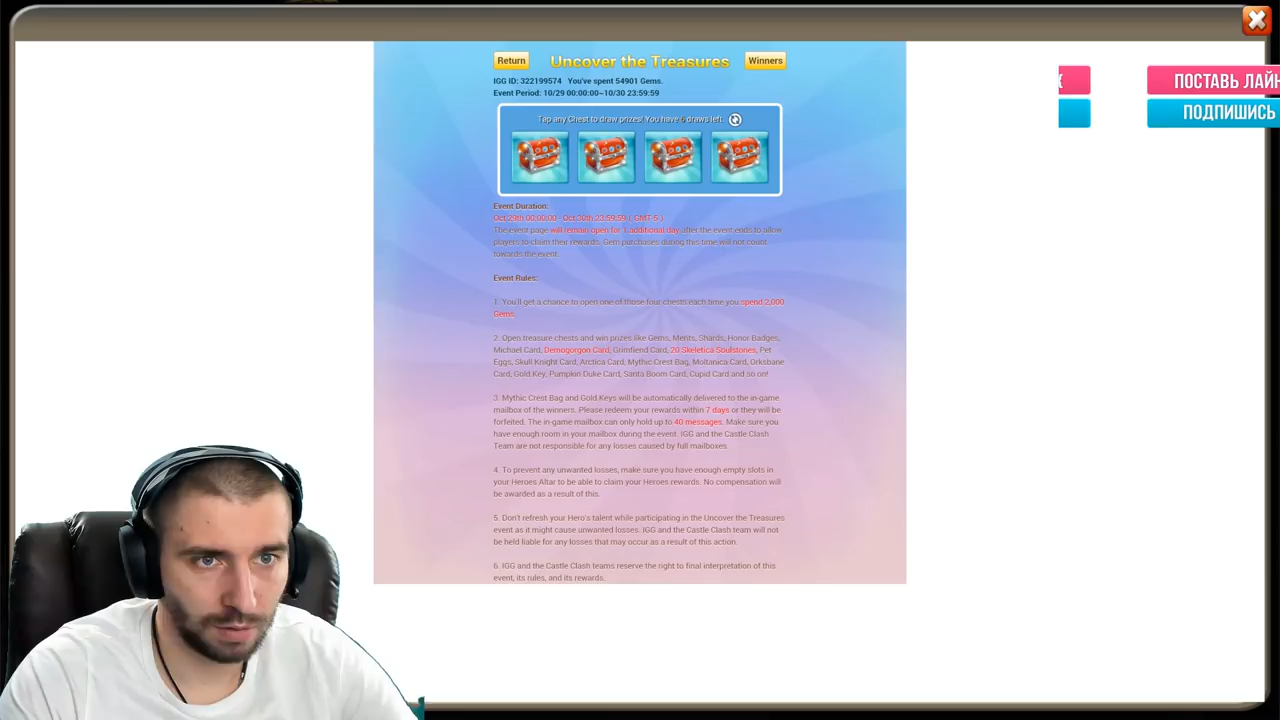 Return
Uncover the Treasures
Winners
IGG ID: 322199574 You've spent 54901 Gems.
Event Period: 10/29 00:00:00~10/30 23:59:59
Tap any Chest to draw prizes! You have 6 draws left.
Event Duration:
Oct 29th 00:00:00 - Oct 30th 23:59:59 ( GMT-5 )
The event page will remain open for 1 additional day after the event ends to allow
players to claim their rewards. Gem purchases during this time will not count
towards the event.
Event Rules:
1. You'll get a chance to open one of those four chests each time you spend 2,000
Gems.
2. Open treasure chests and win prizes like Gems, Merits, Shards, Honor Badges,
Michael Card, Demogorgon Card, Grimfiend Card, 20 Skeletica Soulstones, Pet
Eggs, Skull Knight Card, Arctica Card, Mythic Crest Bag, Moltanica Card, Orksbane
Card, Gold Key, Pumpkin Duke Card, Santa Boom Card, Cupid Card and so on!
3. Mythic Crest Bag and Gold Keys will be automatically delivered to the in-game
mailbox of the winners. Please redeem your rewards within 7 days or they will be
forfeited. The in-game mailbox can only hold up to 40 messages. Make sure you
have enough room in your mailbox during the event. IGG and the Castle Clash
Team are not responsible for any losses caused by full mailboxes.
4. To prevent any unwanted losses, make sure you have enough empty slots in
your Heroes Altar to be able to claim your Heroes rewards. No compensation will
be awarded as a result of this.
5. Don't refresh your Hero's talent while participating in the Uncover the Treasures
event as it might cause unwanted losses. IGG and the Castle Clash team will not
be held liable for any losses that may occur as a result of this action.
6. IGG and the Castle Clash teams reserve the right to final interpretation of this
event, its rules, and its rewards.
ПОСТАВЬ ЛАЙ
ПОДПИШИСЬ